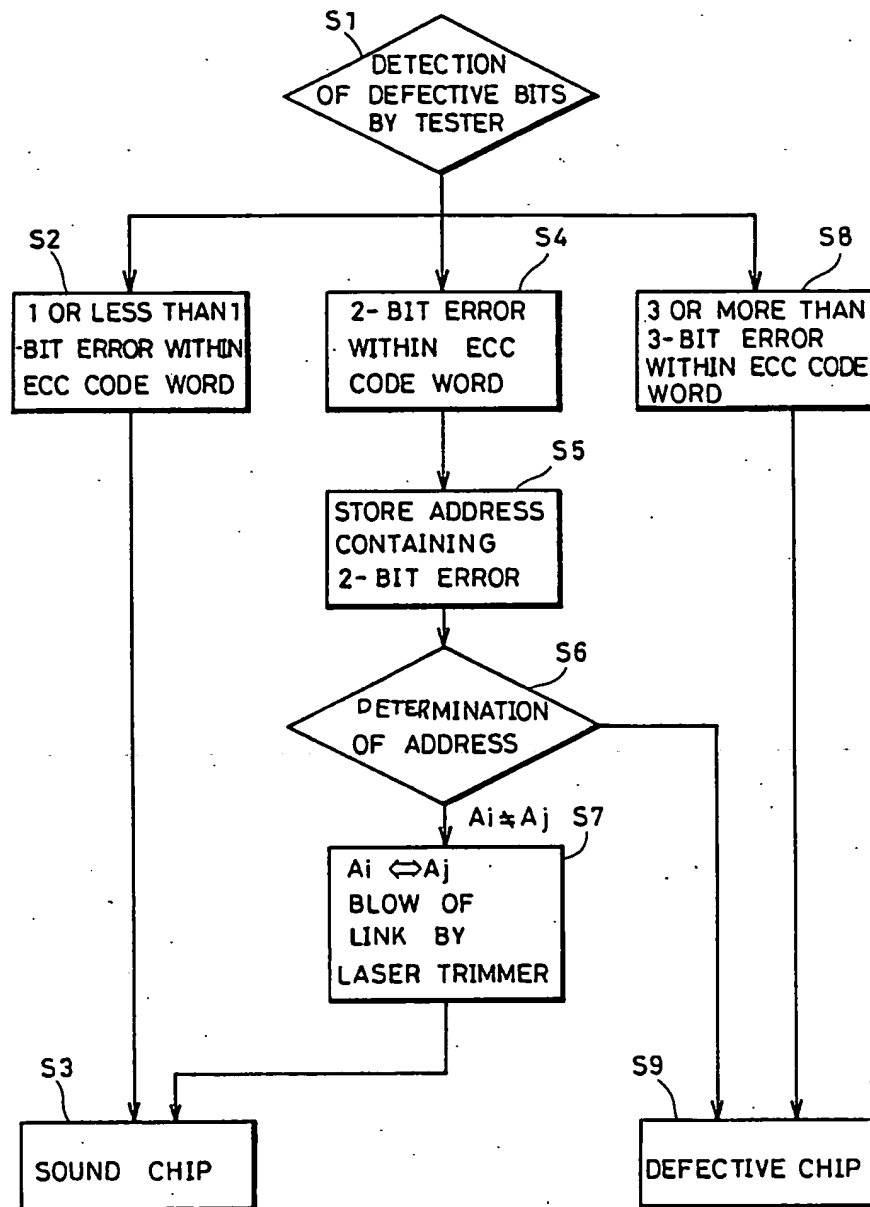 S1
DETECTION
OF DEFECTIVE BITS
BY TESTER
S2
1 OR LESS THAN 1
-BIT ERROR WITHIN
ECC CODE WORD
S4
2-BIT ERROR
WITHIN ECC
CODE WORD
S8
3 OR MORE THAN
3-BIT ERROR
WITHIN ECC CODE
WORD
S5
STORE ADDRESS
CONTAINING
2-BIT ERROR
S6
DETERMINATION
OF ADDRESS
Ai ≒ Aj
S7
Ai ⇔ Aj
BLOW OF
LINK BY
LASER TRIMMER
S3
SOUND CHIP
S9
DEFECTIVE CHIP